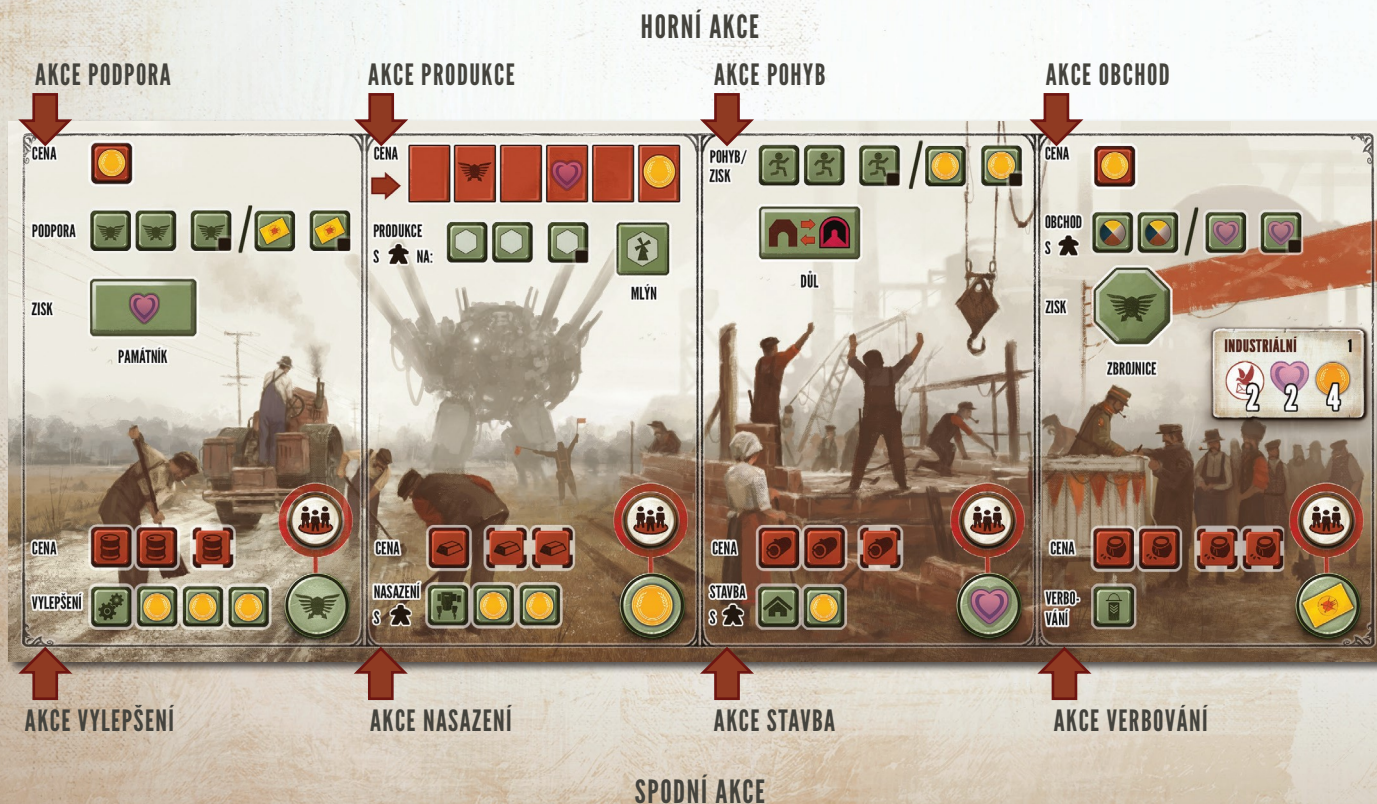 HORNÍ AKCE
AKCE PODPORA
AKCE PRODUKCE
AKCE POHYB
AKCE OBCHOD
CENA
PODPORA
ZISK
PAMÁTNÍK
CENA
VYLEPŠENÍ
CENA
PRODUKCE
S NA:
MLÝN
CENA
NASAZENÍ
S
POHYB/
ZISK
DŮL
CENA
STAVBA
S
CENA
OBCHOD
S
ZISK
ZBROJNICE
INDUSTRIÁLNÍ 1
2 2 4
CENA
VERBO-
VÁNÍ
AKCE VYLEPŠENÍ
AKCE NASAZENÍ
AKCE STAVBA
AKCE VERBOVÁNÍ
SPODNÍ AKCE